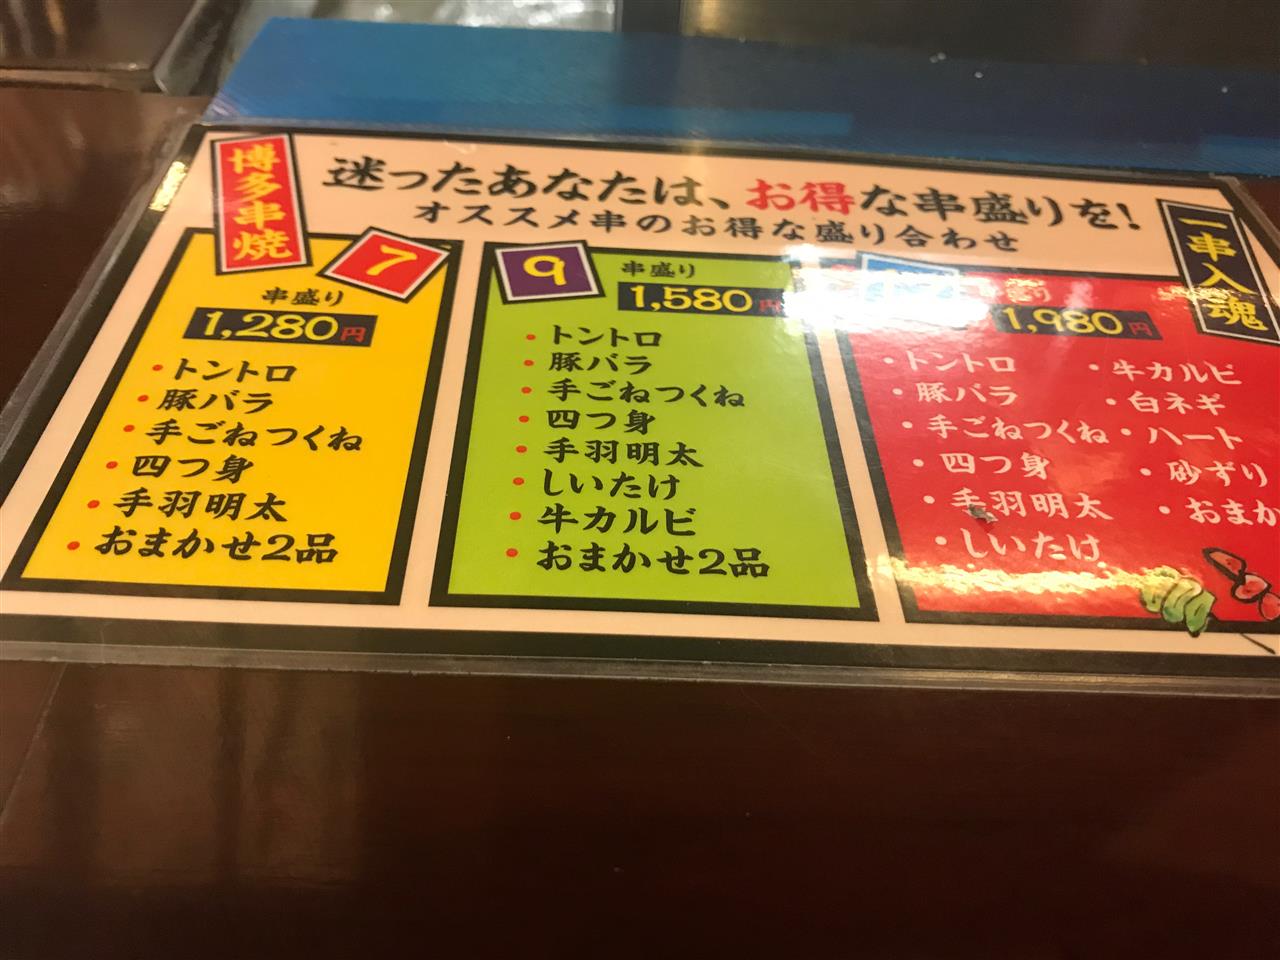 博多串焼
迷ったあなたは、お得な串盛りを!
オススメ串のお得な盛り合わせ
一串入魂
7
串盛り
1,280円
・トントロ
・豚バラ
・手ごねつくね
・四つ身
・手羽明太
・おまかせ2品
9
串盛り
1,580円
・トントロ
・豚バラ
・手ごねつくね
・四つ身
・手羽明太
・しいたけ
・牛カルビ
・おまかせ2品
盛り
1,980円
・トントロ
・豚バラ
・手ごねつくね
・四つ身
・手羽明太
・しいたけ
・牛カルビ
・白ネギ
・ハート
・砂ずり
・おまか